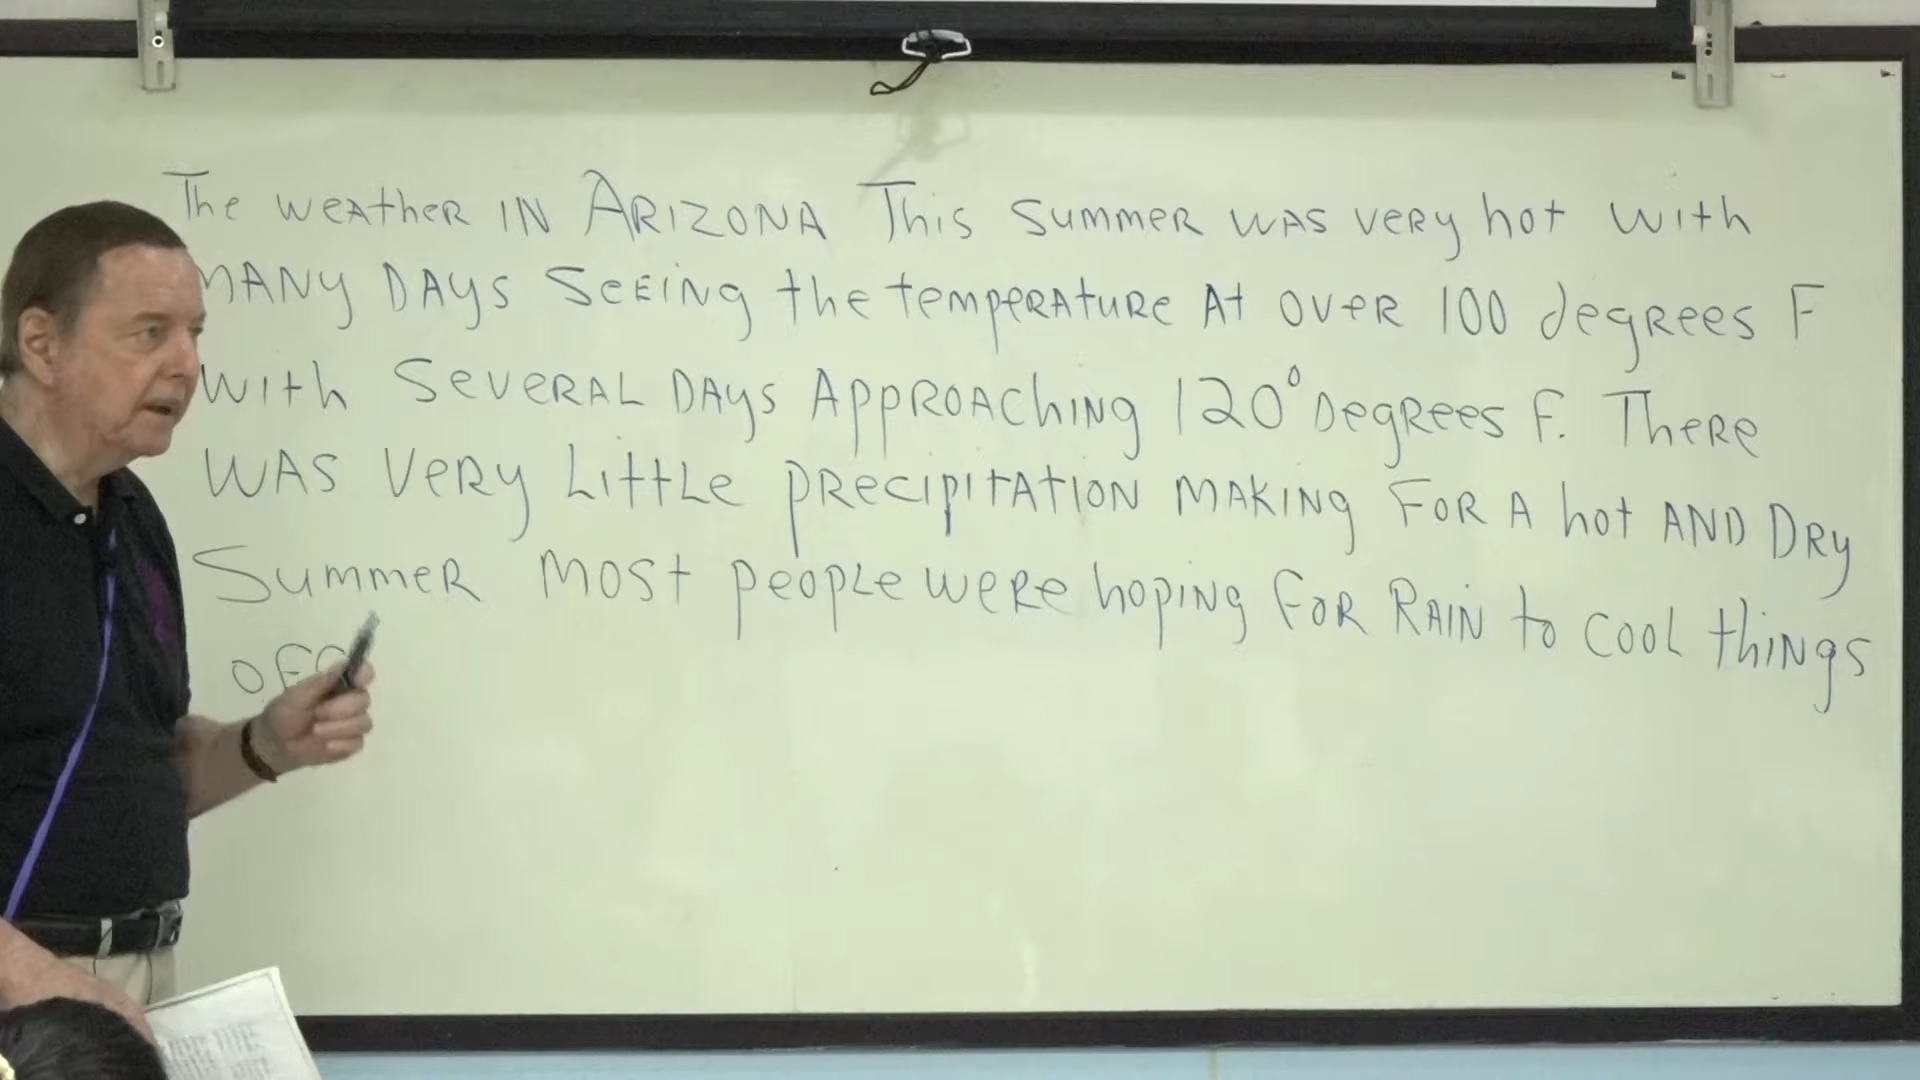 The weather in Arizona This summer was very hot with
many days seeing the temperature at over 100 degrees F
with several days approaching 120° degrees F. There
was very little precipitation making for a hot and dry
summer most people were hoping for rain to cool things
off